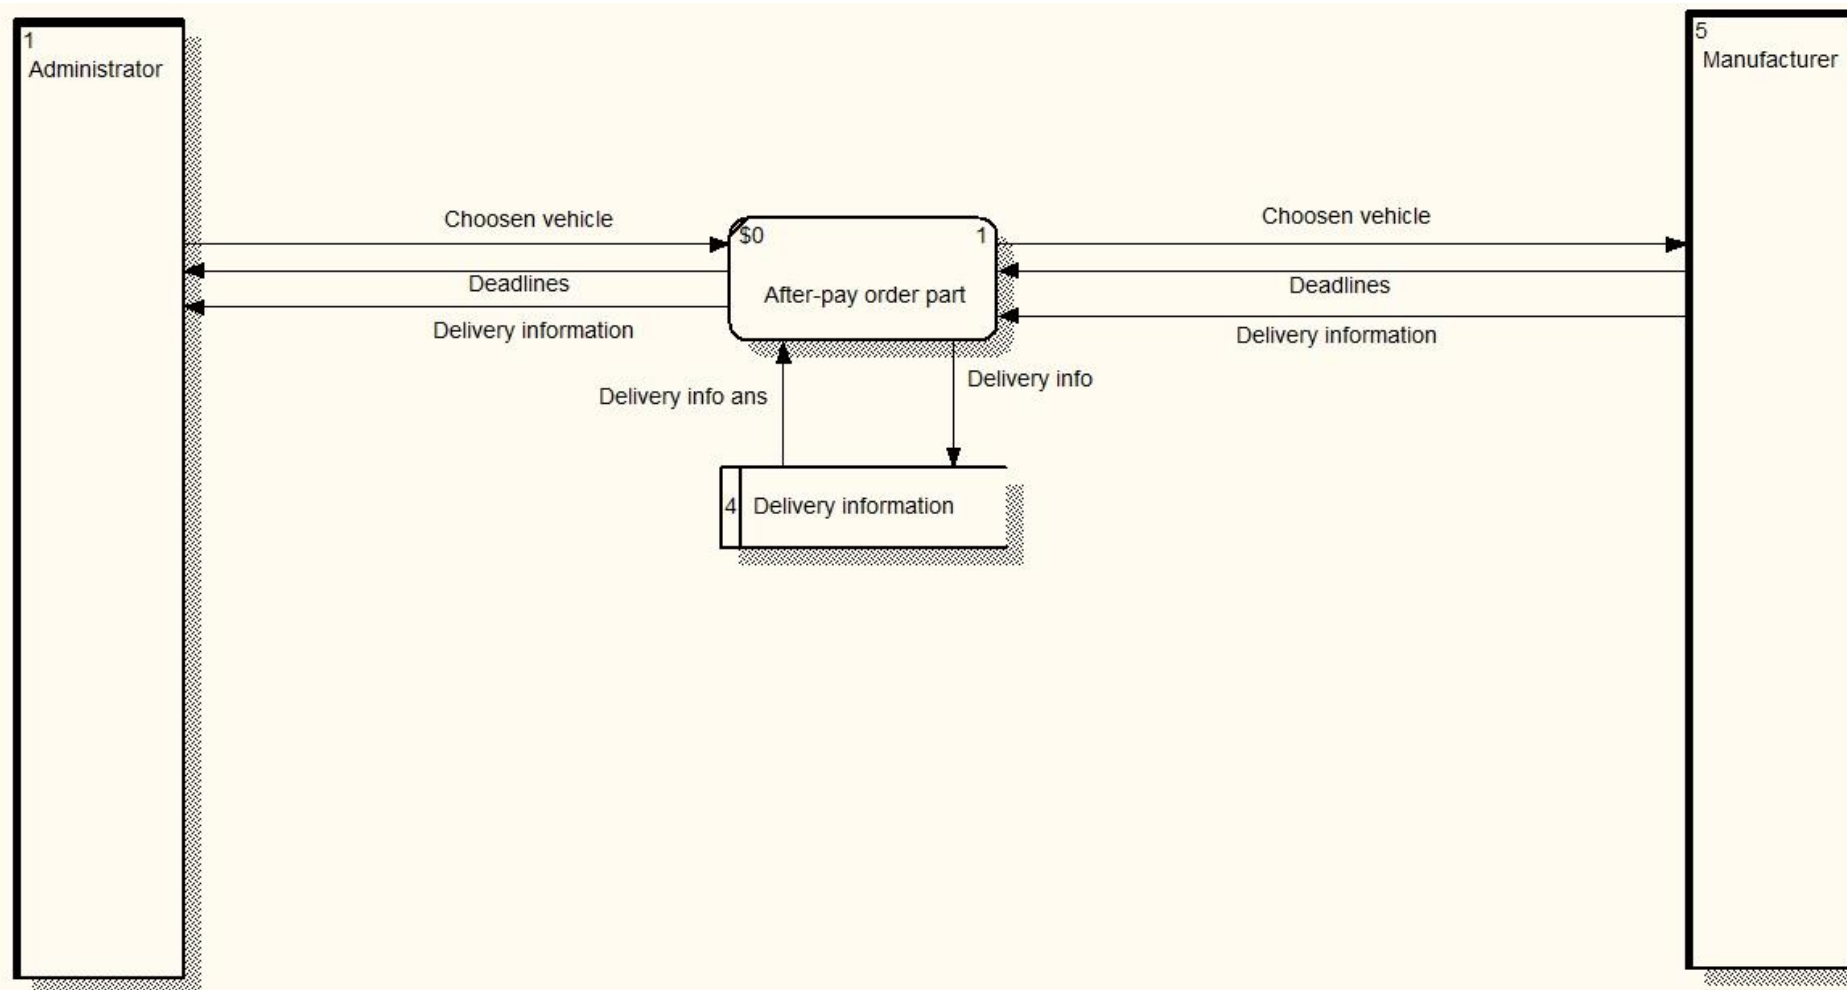 1
Administrator
5
Manufacturer
Choosen vehicle
Deadlines
Delivery information
$0
1
After-pay order part
Choosen vehicle
Deadlines
Delivery information
Delivery info ans
Delivery info
4
Delivery information